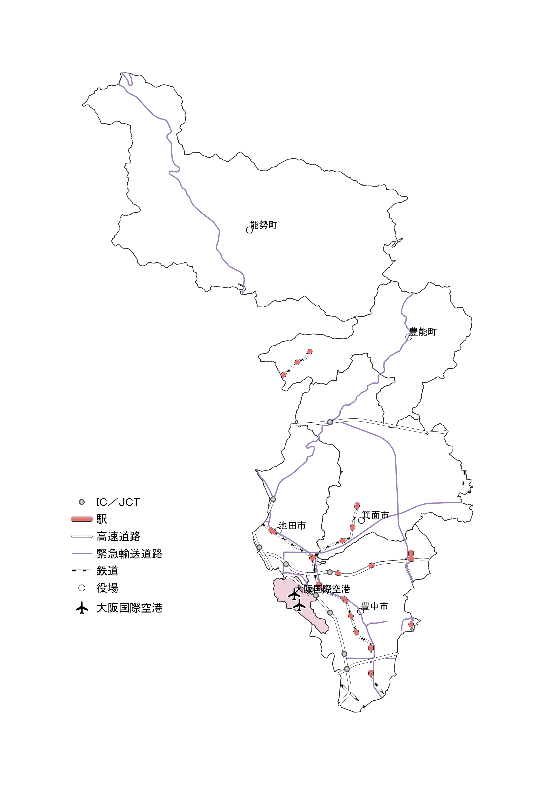 能勢町
豊能町
箕面市
池田市
大阪国際空港
豊中市
IC／JCT
駅
高速道路
緊急輸送道路
鉄道
役場
大阪国際空港